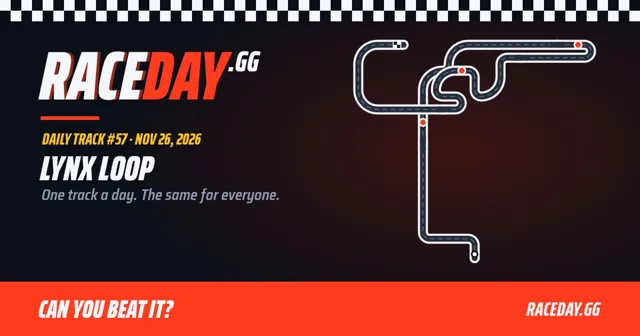 RACEDAY.GG
DAILY TRACK #57 · NOV 26, 2026
LYNX LOOP
One track a day. The same for everyone.
CAN YOU BEAT IT?
RACEDAY.GG